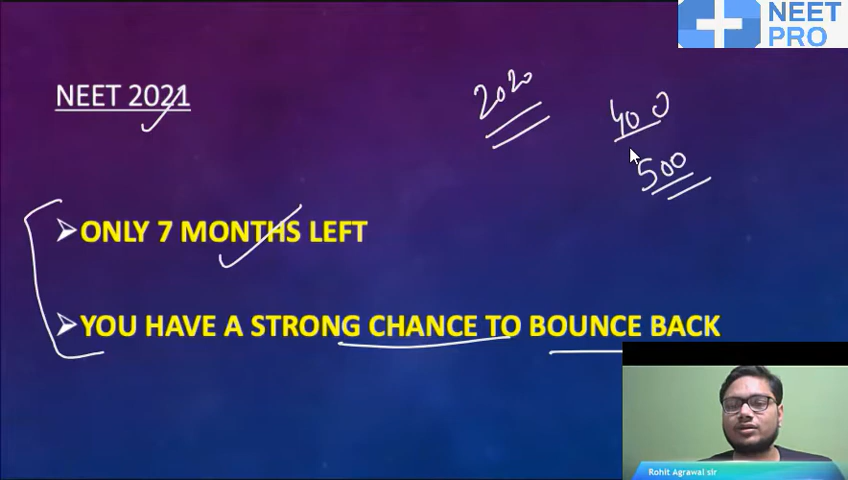 NEET
PRO
NEET 2021
2020
400
500
➢ONLY 7 MONTHS LEFT
➢YOU HAVE A STRONG CHANCE TO BOUNCE BACK
Rohit Agrawal sir